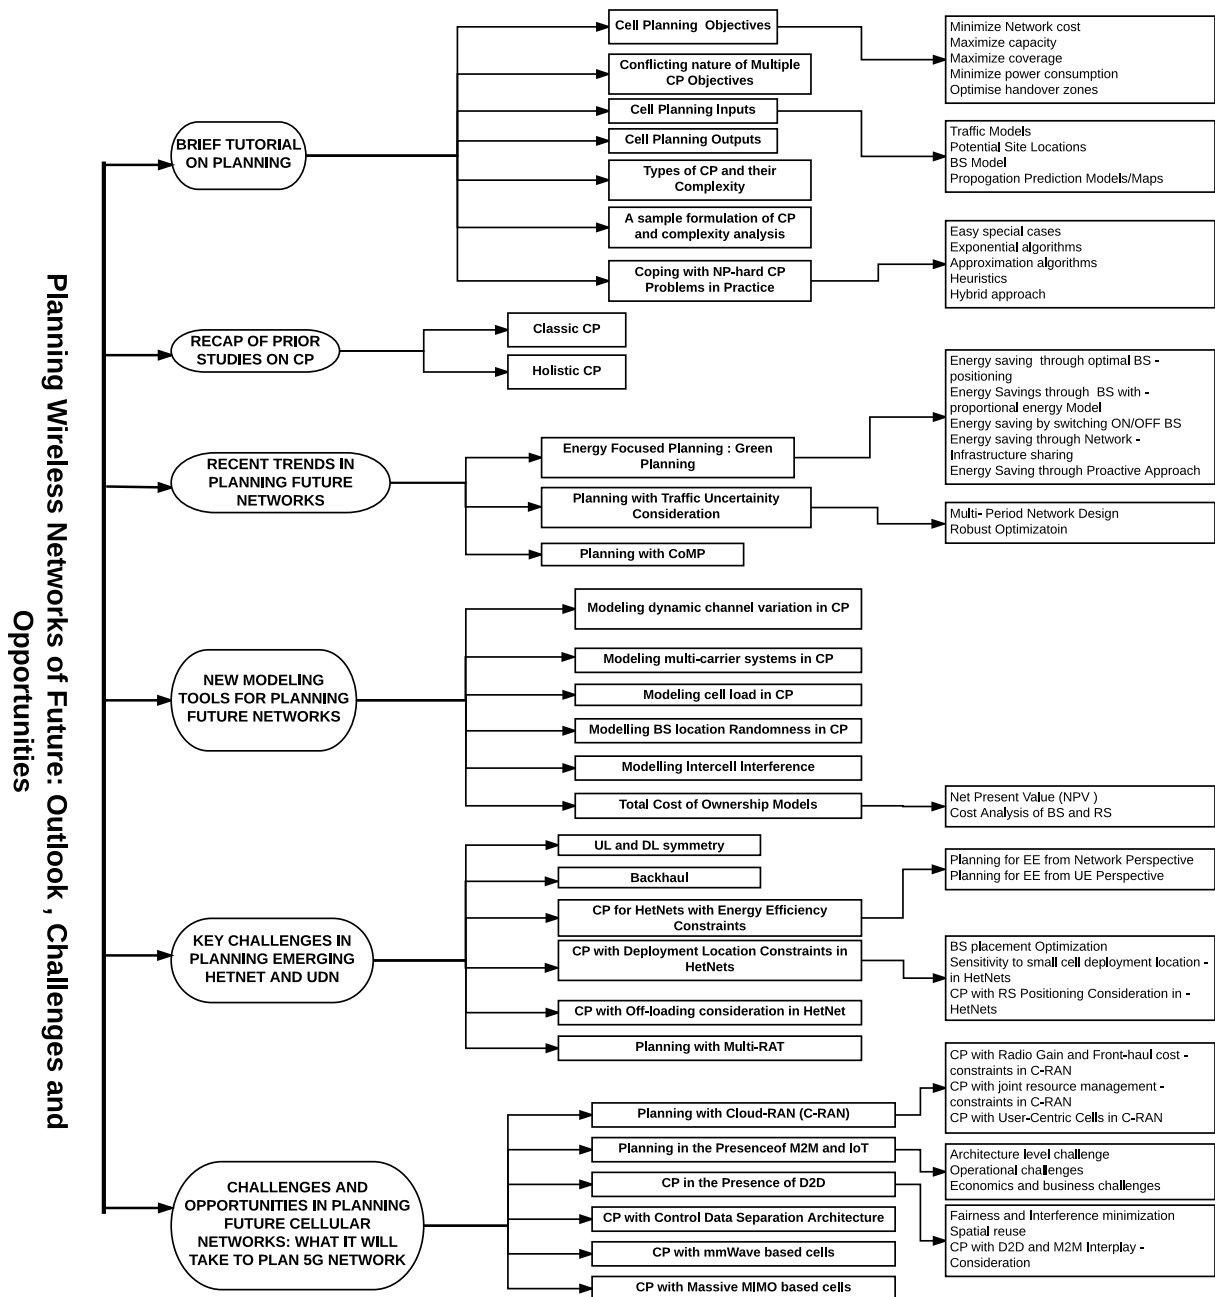 Planning Wireless Networks of Future: Outlook , Challenges and
Opportunities
BRIEF TUTORIAL
ON PLANNING
Cell Planning Objectives
Minimize Network cost
Maximize capacity
Maximize coverage
Minimize power consumption
Optimise handover zones
Conflicting nature of Multiple
CP Objectives
Cell Planning Inputs
Traffic Models
Potential Site Locations
BS Model
Propogation Prediction Models/Maps
Cell Planning Outputs
Types of CP and their
Complexity
A sample formulation of CP
and complexity analysis
Coping with NP-hard CP
Problems in Practice
Easy special cases
Exponential algorithms
Approximation algorithms
Heuristics
Hybrid approach
RECAP OF PRIOR
STUDIES ON CP
Classic CP
Holistic CP
RECENT TRENDS IN
PLANNING FUTURE
NETWORKS
Energy Focused Planning : Green
Planning
Energy saving through optimal BS -
positioning
Energy Savings through BS with -
proportional energy Model
Energy saving by switching ON/OFF BS
Energy saving through Network -
Infrastructure sharing
Energy Saving through Proactive Approach
Planning with Traffic Uncertainity
Consideration
Multi- Period Network Design
Robust Optimizatoin
Planning with CoMP
NEW MODELING
TOOLS FOR PLANNING
FUTURE NETWORKS
Modeling dynamic channel variation in CP
Modeling multi-carrier systems in CP
Modeling cell load in CP
Modelling BS location Randomness in CP
Modelling Intercell Interference
Total Cost of Ownership Models
Net Present Value (NPV )
Cost Analysis of BS and RS
KEY CHALLENGES IN
PLANNING EMERGING
HETNET AND UDN
UL and DL symmetry
Backhaul
CP for HetNets with Energy Efficiency
Constraints
Planning for EE from Network Perspective
Planning for EE from UE Perspective
CP with Deployment Location Constraints in
HetNets
BS placement Optimization
Sensitivity to small cell deployment location -
in HetNets
CP with RS Positioning Consideration in -
HetNets
CP with Off-loading consideration in HetNet
Planning with Multi-RAT
CHALLENGES AND
OPPORTUNITIES IN PLANNING
FUTURE CELLULAR
NETWORKS: WHAT IT WILL
TAKE TO PLAN 5G NETWORK
Planning with Cloud-RAN (C-RAN)
CP with Radio Gain and Front-haul cost -
constraints in C-RAN
CP with joint resource management -
constraints in C-RAN
CP with User-Centric Cells in C-RAN
Planning in the Presenceof M2M and IoT
Architecture level challenge
Operational challenges
Economics and business challenges
CP in the Presence of D2D
Fairness and Interference minimization
Spatial reuse
CP with D2D and M2M Interplay -
Consideration
CP with Control Data Separation Architecture
CP with mmWave based cells
CP with Massive MIMO based cells